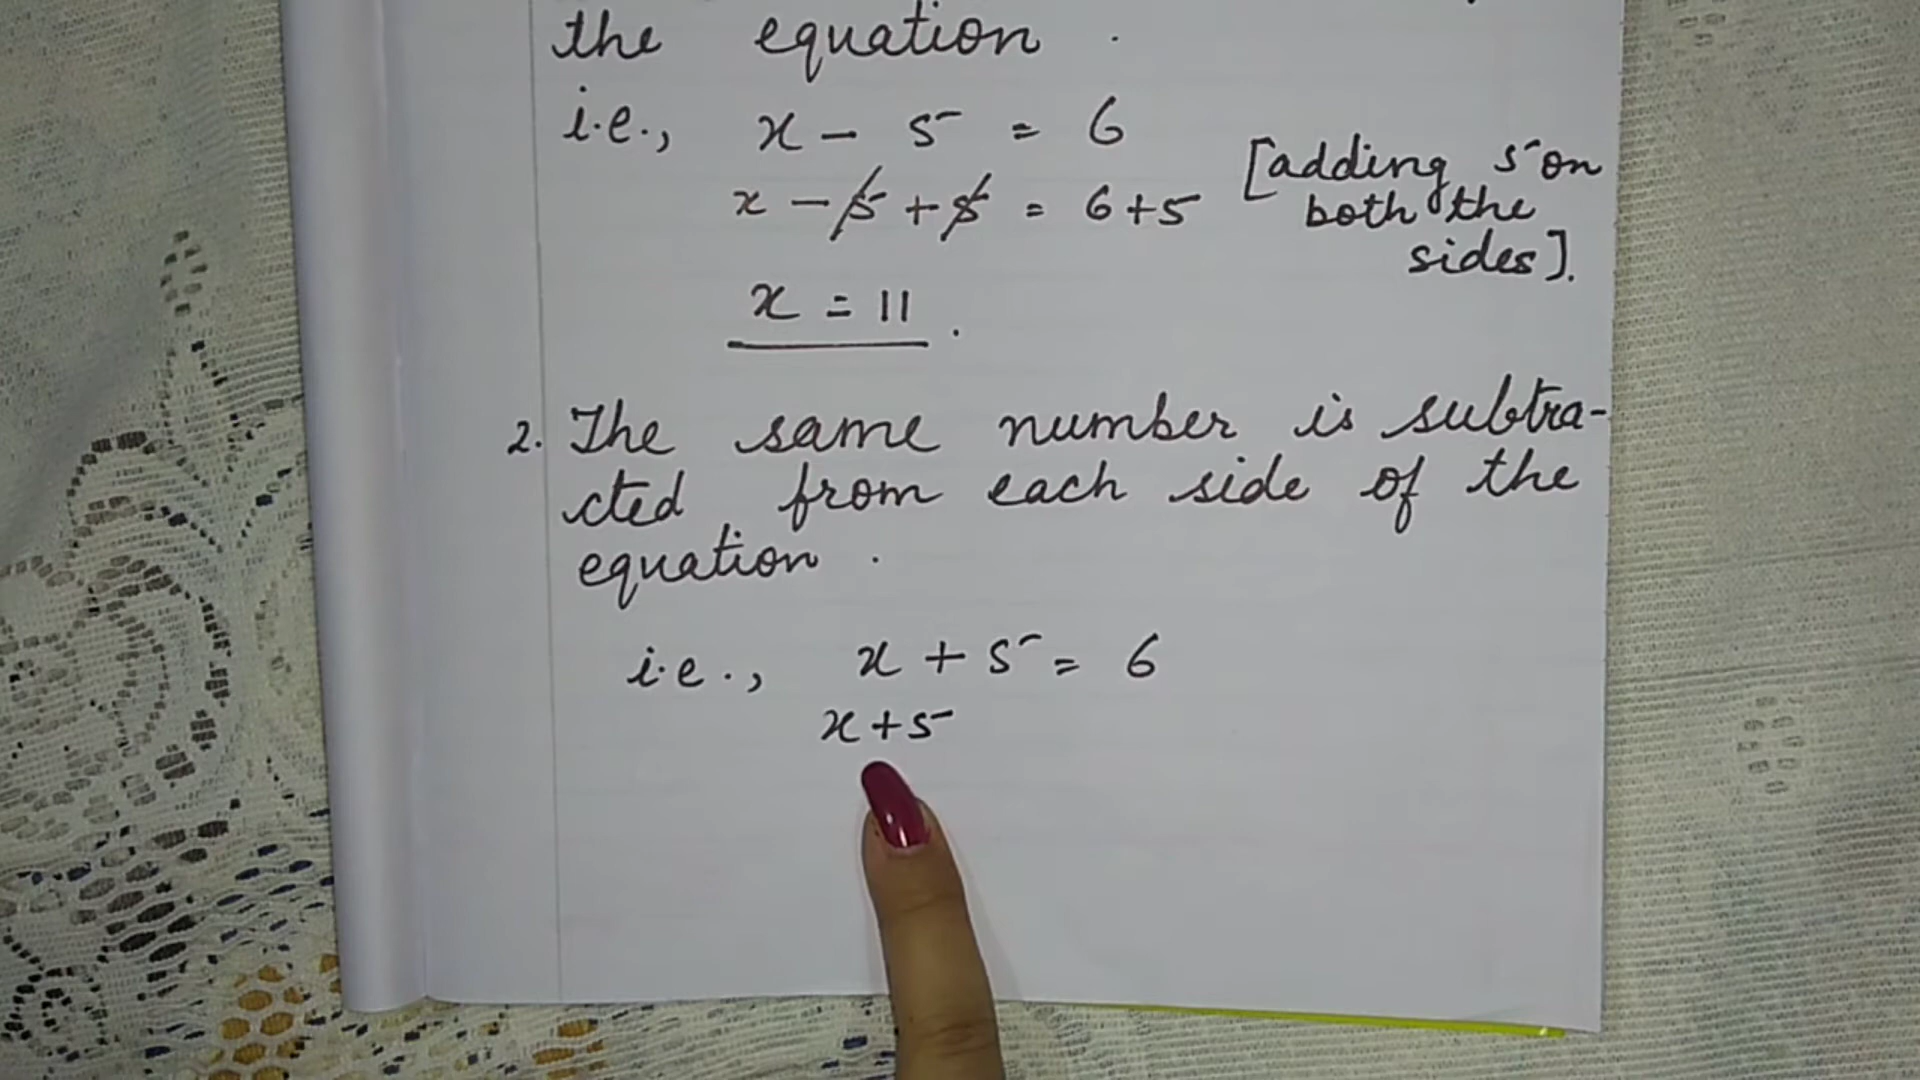 the equation.
i.e., x - 5 = 6
x - 5 + 5 = 6+5 [adding 5 on
both the
sides].
x = 11.
2. The same number is subtra-
cted from each side of the
equation.
i.e., x + 5 = 6
x+5